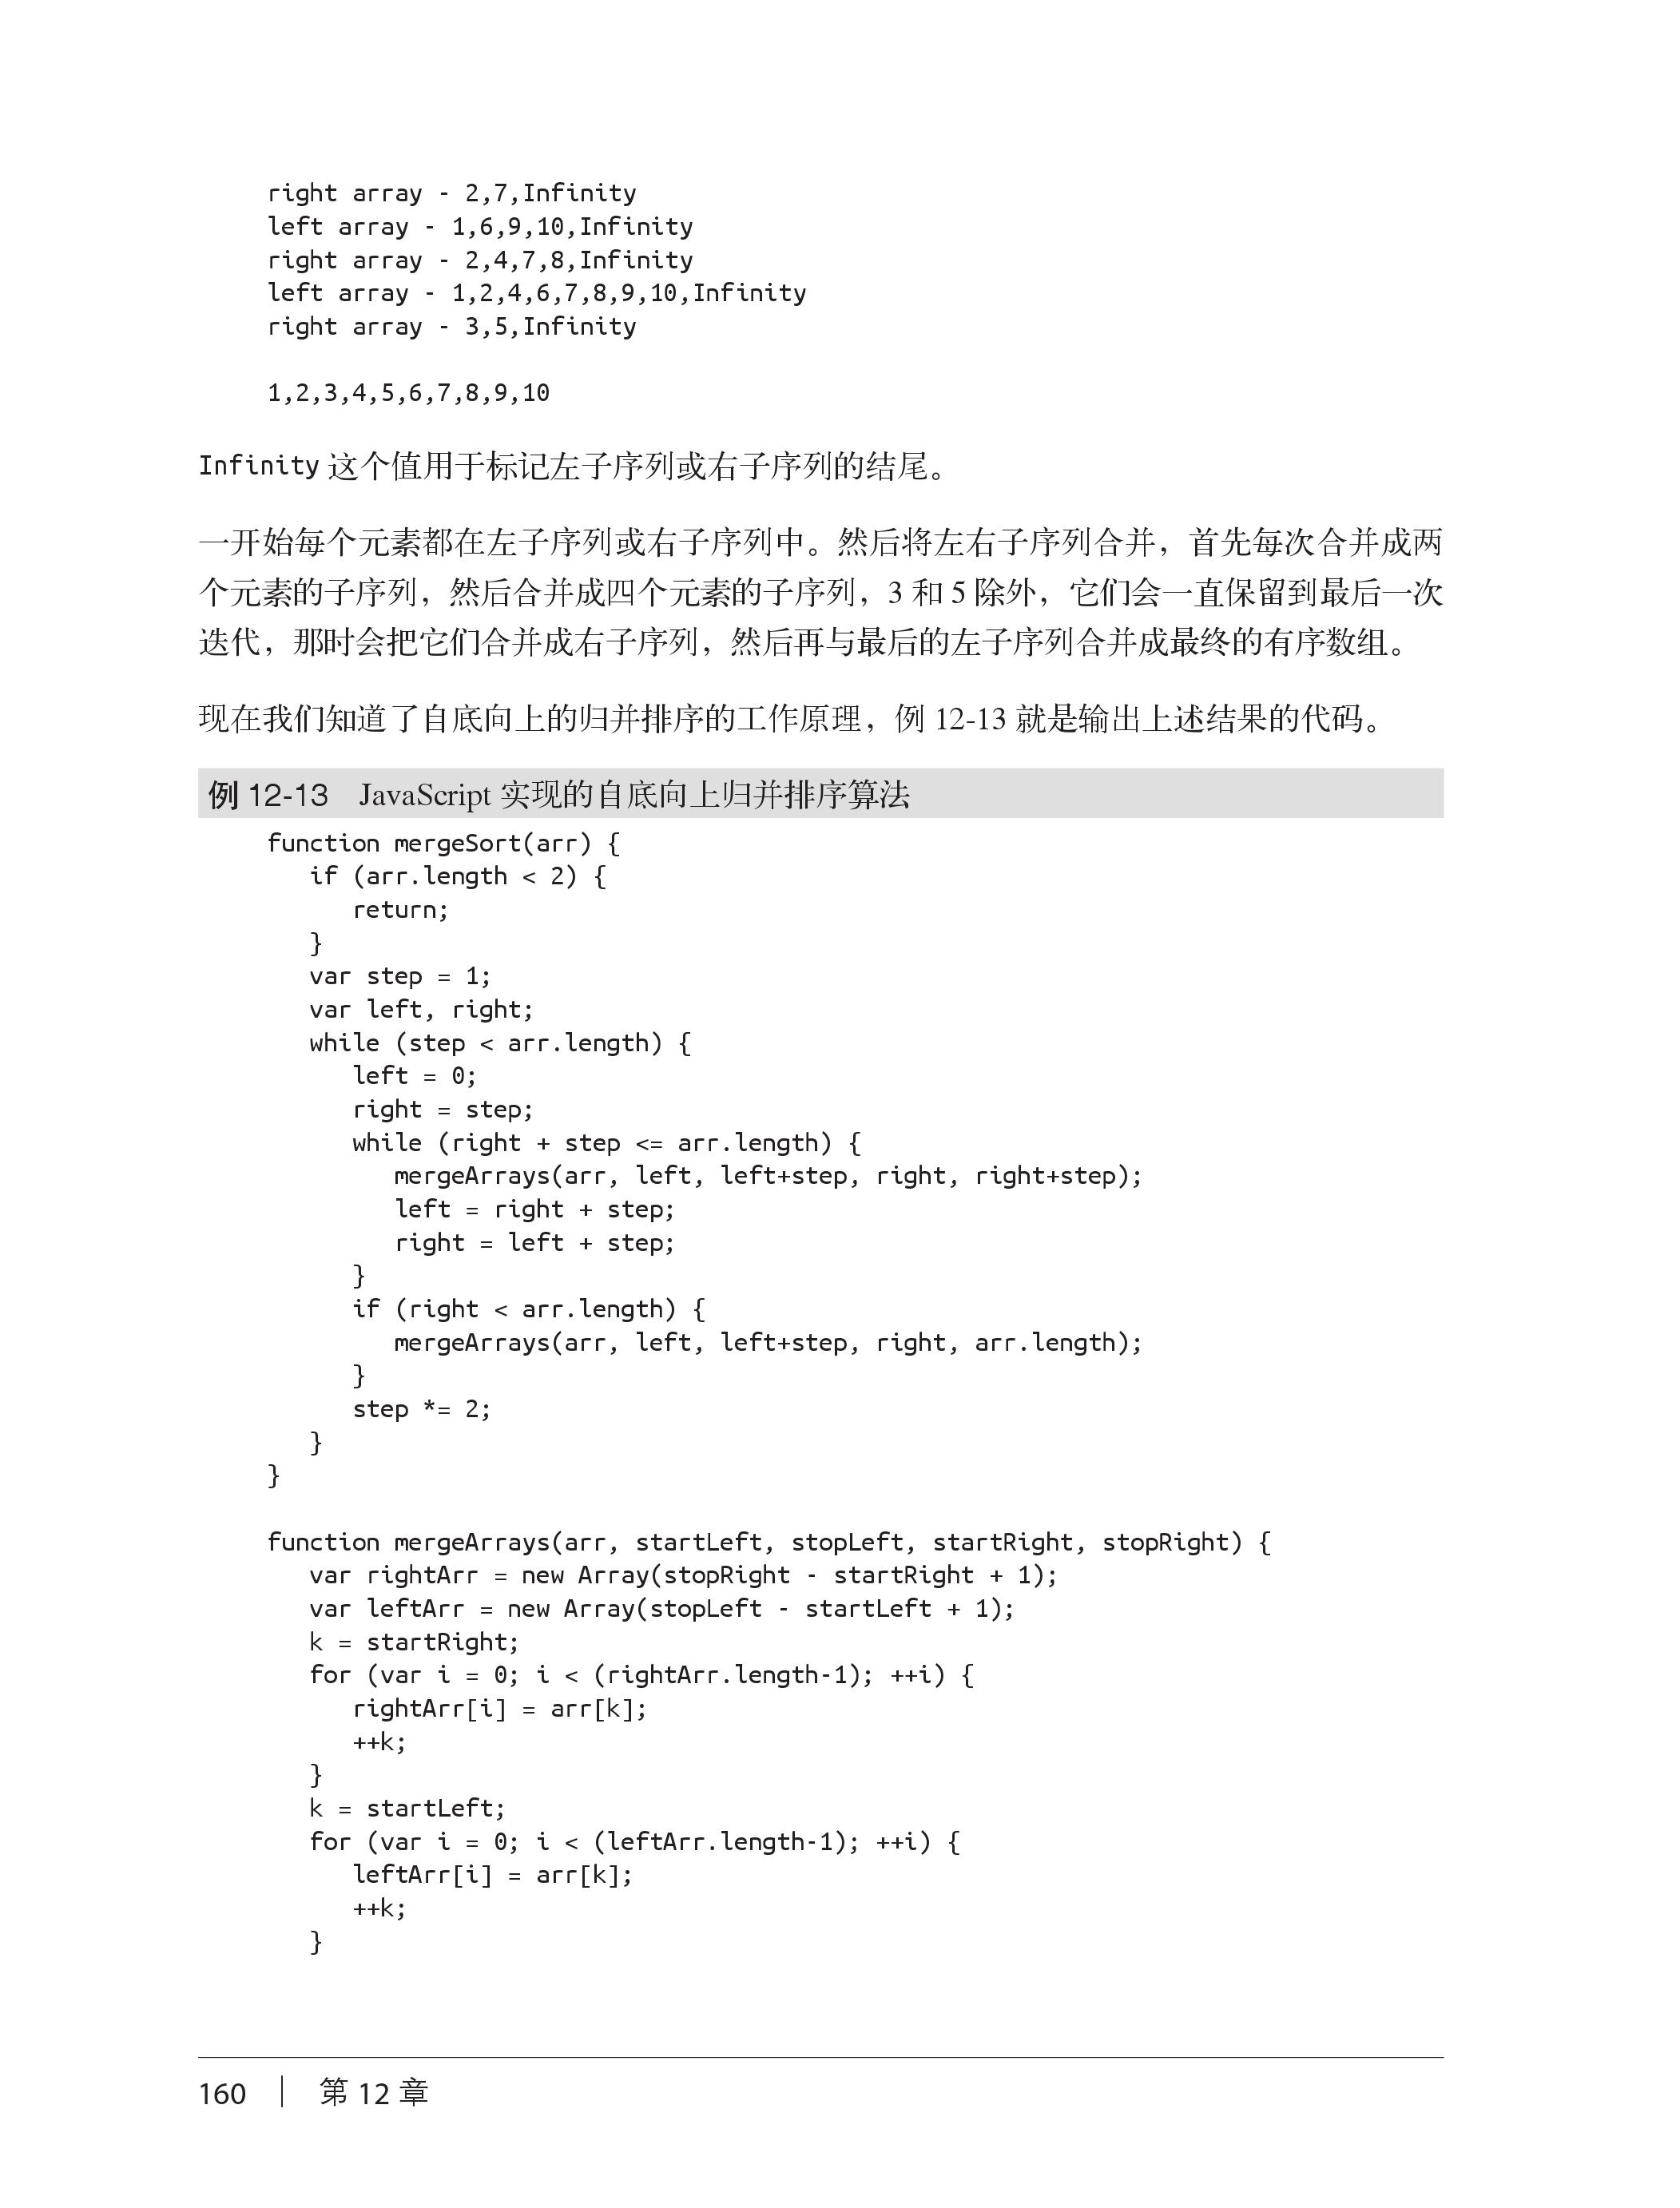 right array - 2,7,Infinity
left array - 1,6,9,10,Infinity
right array - 2,4,7,8,Infinity
left array - 1,2,4,6,7,8,9,10,Infinity
right array - 3,5,Infinity
1,2,3,4,5,6,7,8,9,10
Infinity 这个值用于标记左子序列或右子序列的结尾。
一开始每个元素都在左子序列或右子序列中。然后将左右子序列合并，首先每次合并成两
个元素的子序列，然后合并成四个元素的子序列，3 和 5 除外，它们会一直保留到最后一次
迭代，那时会把它们合并成右子序列，然后再与最后的左子序列合并成最终的有序数组。
现在我们知道了自底向上的归并排序的工作原理，例 12-13 就是输出上述结果的代码。
例 12-13　JavaScript 实现的自底向上归并排序算法
function mergeSort(arr) {
   if (arr.length < 2) {
      return;
   }
   var step = 1;
   var left, right;
   while (step < arr.length) {
      left = 0;
      right = step;
      while (right + step <= arr.length) {
         mergeArrays(arr, left, left+step, right, right+step);
         left = right + step;
         right = left + step;
      }
      if (right < arr.length) {
         mergeArrays(arr, left, left+step, right, arr.length);
      }
      step *= 2;
   }
}
function mergeArrays(arr, startLeft, stopLeft, startRight, stopRight) {
   var rightArr = new Array(stopRight - startRight + 1);
   var leftArr = new Array(stopLeft - startLeft + 1);
   k = startRight;
   for (var i = 0; i < (rightArr.length-1); ++i) {
      rightArr[i] = arr[k];
      ++k;
   }
   k = startLeft;
   for (var i = 0; i < (leftArr.length-1); ++i) {
      leftArr[i] = arr[k];
      ++k;
   }
160 ｜ 第 12 章